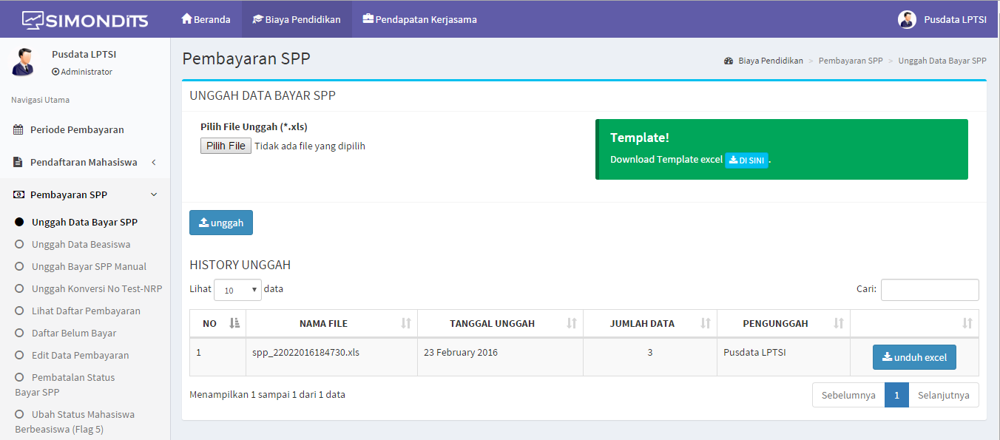 SIMONDITS
Beranda
Biaya Pendidikan
Pendapatan Kerjasama
Pusdata LPTSI
Pusdata LPTSI
Administrator
Navigasi Utama
Periode Pembayaran
Pendaftaran Mahasiswa
Pembayaran SPP
Unggah Data Bayar SPP
Unggah Data Beasiswa
Unggah Bayar SPP Manual
Unggah Konversi No Test-NRP
Lihat Daftar Pembayaran
Daftar Belum Bayar
Edit Data Pembayaran
Pembatalan Status
Bayar SPP
Ubah Status Mahasiswa
Berbeasiswa (Flag 5)
Pembayaran SPP
Biaya Pendidikan > Pembayaran SPP > Unggah Data Bayar SPP
UNGGAH DATA BAYAR SPP
Pilih File Unggah (*.xls)
Pilih File Tidak ada file yang dipilih
Template!
Download Template excel DI SINI .
unggah
HISTORY UNGGAH
Lihat 10 data
Cari:
NO NAMA FILE TANGGAL UNGGAH JUMLAH DATA PENGUNGGAH
1 spp_22022016184730.xls 23 February 2016 3 Pusdata LPTSI unduh excel
Menampilkan 1 sampai 1 dari 1 data
Sebelumnya 1 Selanjutnya